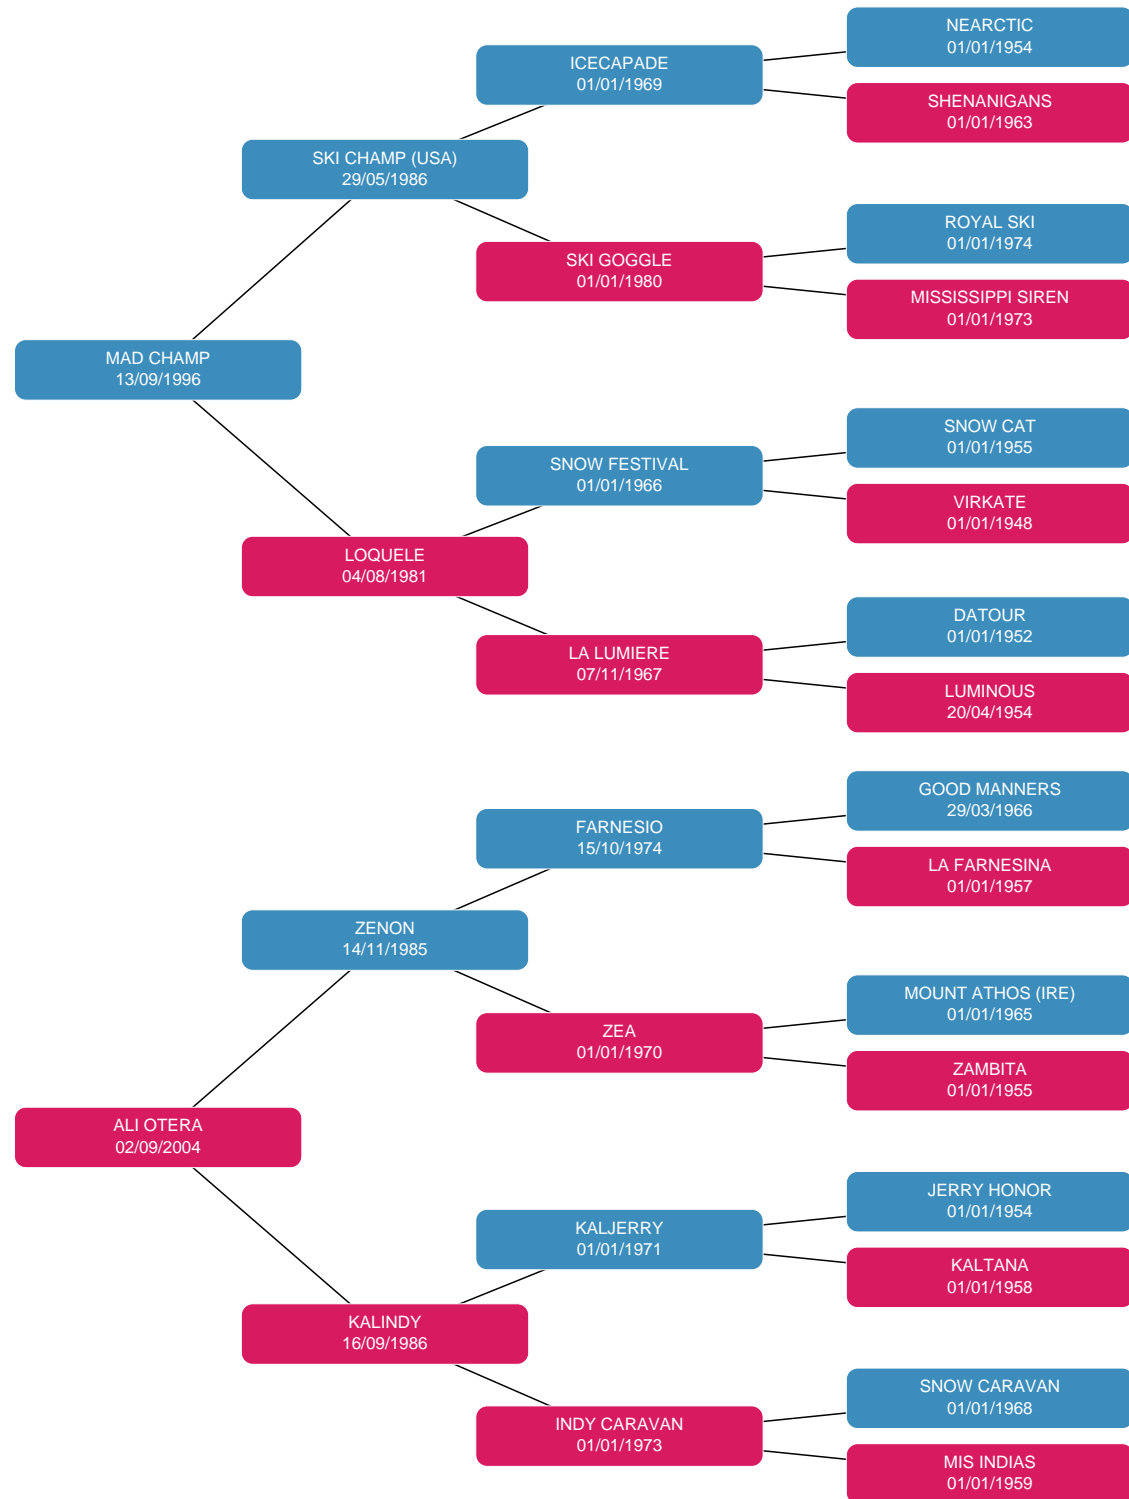 NEARCTIC
01/01/1954
ICECAPADE
01/01/1969
SHENANIGANS
01/01/1963
SKI CHAMP (USA)
29/05/1986
ROYAL SKI
01/01/1974
SKI GOGGLE
01/01/1980
MISSISSIPPI SIREN
01/01/1973
MAD CHAMP
13/09/1996
SNOW CAT
01/01/1955
SNOW FESTIVAL
01/01/1966
VIRKATE
01/01/1948
LOQUELE
04/08/1981
DATOUR
01/01/1952
LA LUMIERE
07/11/1967
LUMINOUS
20/04/1954
GOOD MANNERS
29/03/1966
FARNESIO
15/10/1974
LA FARNESINA
01/01/1957
ZENON
14/11/1985
MOUNT ATHOS (IRE)
01/01/1965
ZEA
01/01/1970
ZAMBITA
01/01/1955
ALI OTERA
02/09/2004
JERRY HONOR
01/01/1954
KALJERRY
01/01/1971
KALTANA
01/01/1958
KALINDY
16/09/1986
SNOW CARAVAN
01/01/1968
INDY CARAVAN
01/01/1973
MIS INDIAS
01/01/1959